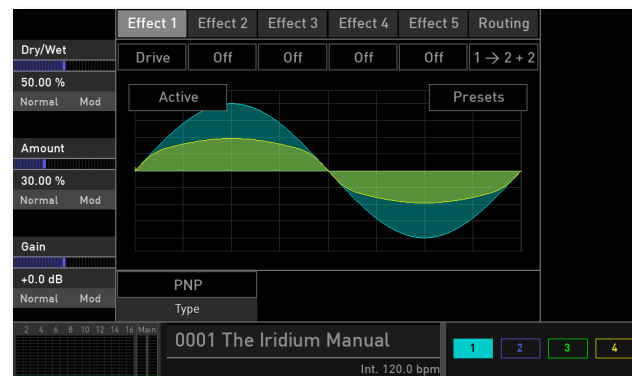 Effect 1 Effect 2 Effect 3 Effect 4 Effect 5 Routing
Dry/Wet
Drive Off Off Off Off 1 → 2 + 2
50.00 %
Normal Mod
Active Presets
Amount
30.00 %
Normal Mod
Gain
+0.0 dB
Normal Mod
PNP
Type
2 4 6 8 10 12 14 16 Main
0001 The Iridium Manual
Int. 120.0 bpm
1 2 3 4